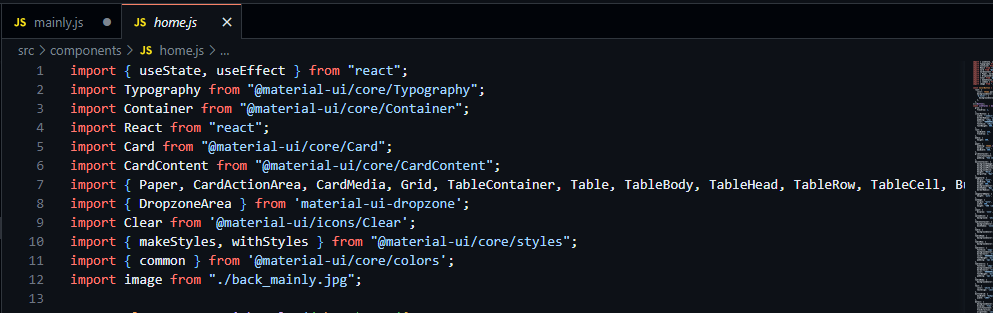 JS mainly.js ●
JS home.js ×
src > components > JS home.js > ...
1 import { useState, useEffect } from "react";
2 import Typography from "@material-ui/core/Typography";
3 import Container from "@material-ui/core/Container";
4 import React from "react";
5 import Card from "@material-ui/core/Card";
6 import CardContent from "@material-ui/core/CardContent";
7 import { Paper, CardActionArea, CardMedia, Grid, TableContainer, Table, TableBody, TableHead, TableRow, TableCell,
8 import { DropzoneArea } from 'material-ui-dropzone';
9 import Clear from '@material-ui/icons/Clear';
10 import { makeStyles, withStyles } from "@material-ui/core/styles";
11 import { common } from '@material-ui/core/colors';
12 import image from "./back_mainly.jpg";
13